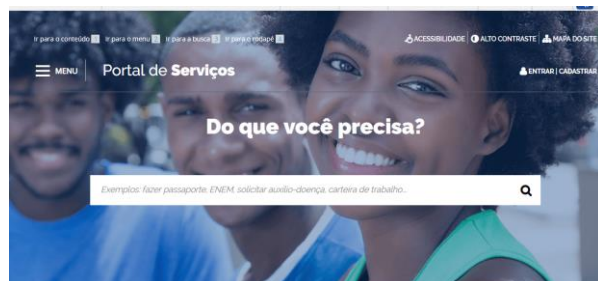 Ir para o conteúdo 1 Ir para o menu 2 Ir para a busca 3 Ir para o rodapé 4 ACESSIBILIDADE ALTO CONTRASTE MAPA DO SITE
MENU Portal de Serviços ENTRAR | CADASTRAR
Do que você precisa?
Exemplos: fazer passaporte, ENEM, solicitar auxílio-doença, carteira de trabalho...